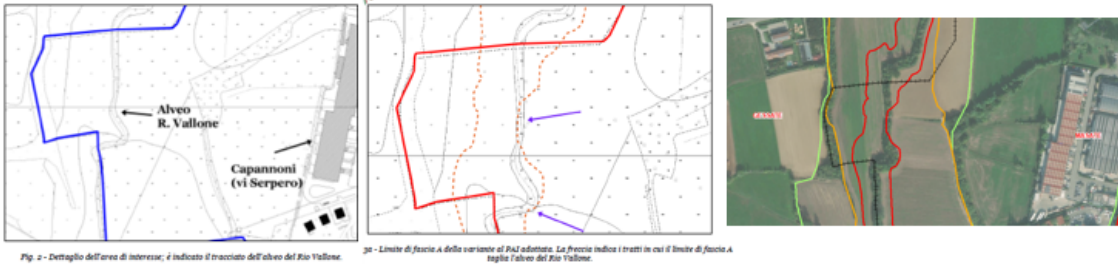 Alveo
R. Vallone
Capannoni
(vi Serpero)
Fig. 2 - Dettaglio dell'area di interesse; è indicato il tracciato dell'alveo del Rio Vallone.
3a - Limite di fascia A della variante al PAI adottata. La freccia indica i tratti in cui il limite di fascia A
taglia l'alveo del Rio Vallone.